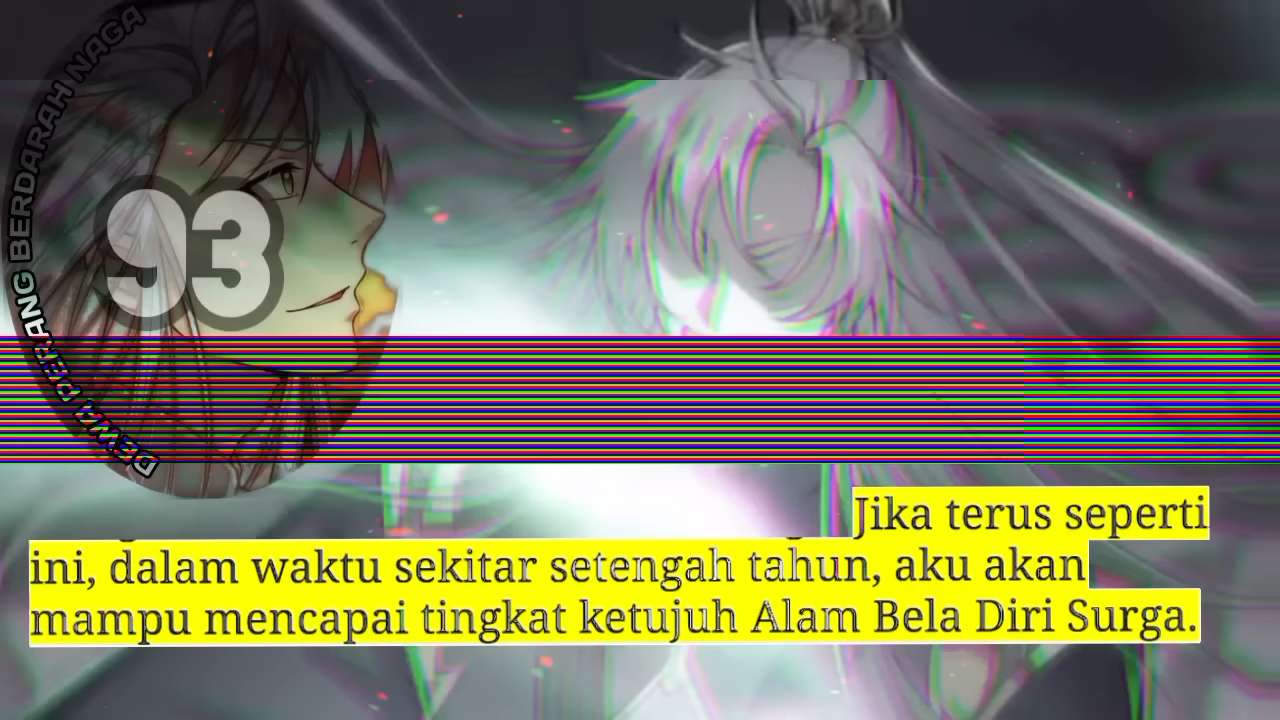 DEWA PERANG BERDARAH NAGA
93
Jika terus seperti
ini, dalam waktu sekitar setengah tahun, aku akan
mampu mencapai tingkat ketujuh Alam Bela Diri Surga.